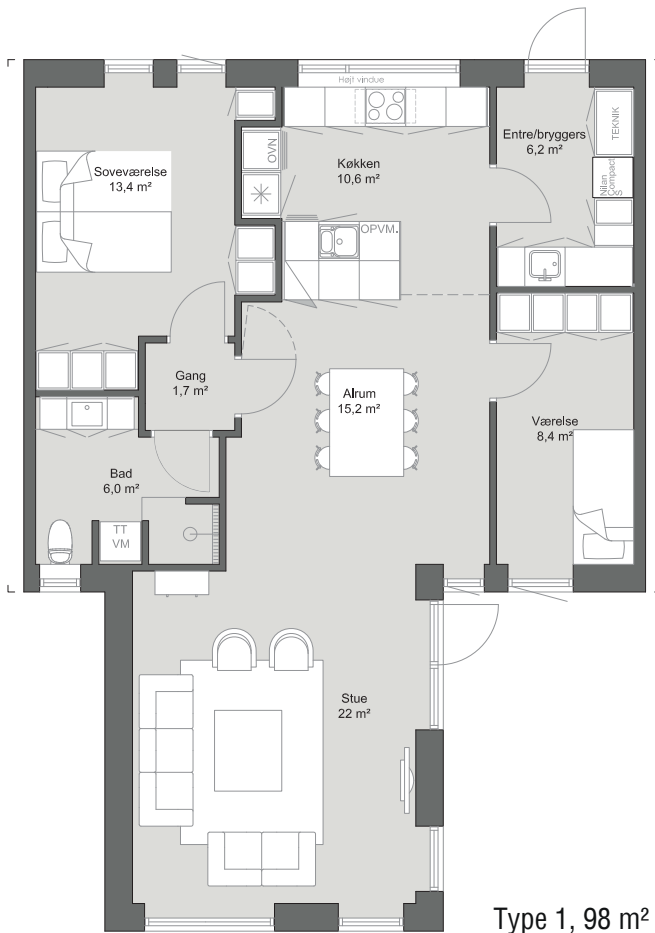 Højt vindue
Soveværelse
13,4 m²
OVN
Køkken
10,6 m²
OPVM.
Entre/bryggers
6,2 m²
TEKNIK
Nilan
Compact
S
Gang
1,7 m²
Alrum
15,2 m²
Værelse
8,4 m²
Bad
6,0 m²
TT
VM
Stue
22 m²
Type 1, 98 m²